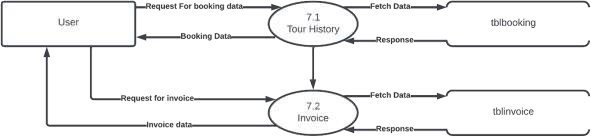 Request For booking data
Fetch Data
User
7.1
Tour History
tblbooking
Booking Data
Response
Request for invoice
Fetch Data
7.2
Invoice
tblinvoice
Invoice data
Response